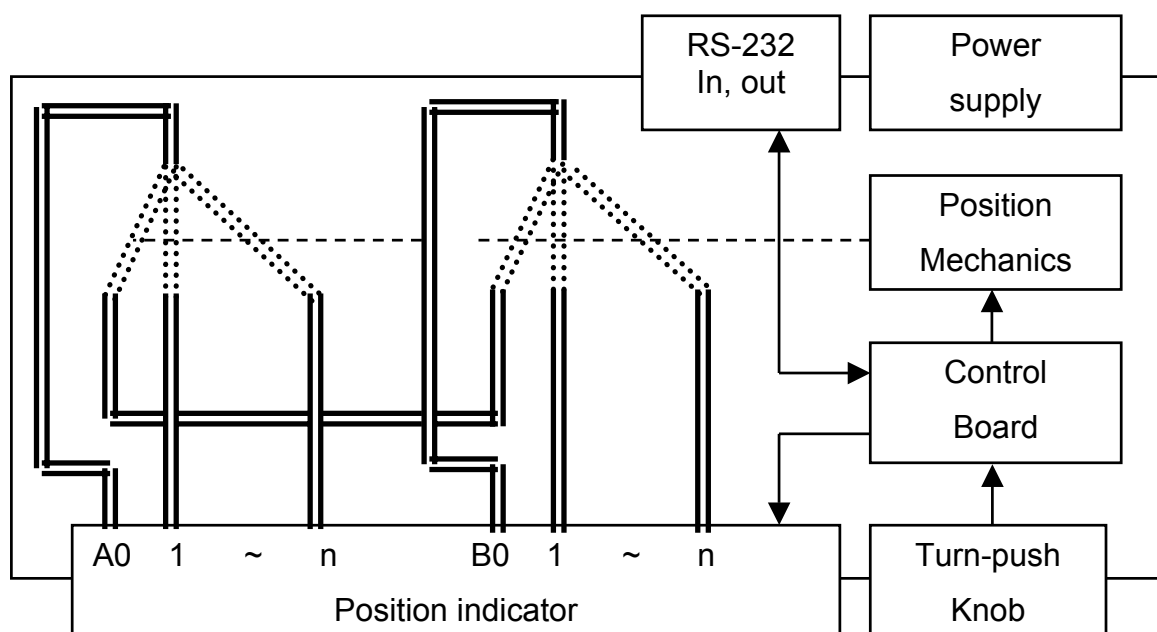 RS-232
In, out
Power
supply
Position
Mechanics
Control
Board
A0 1 ~ n B0 1 ~ n
Position indicator
Turn-push
Knob